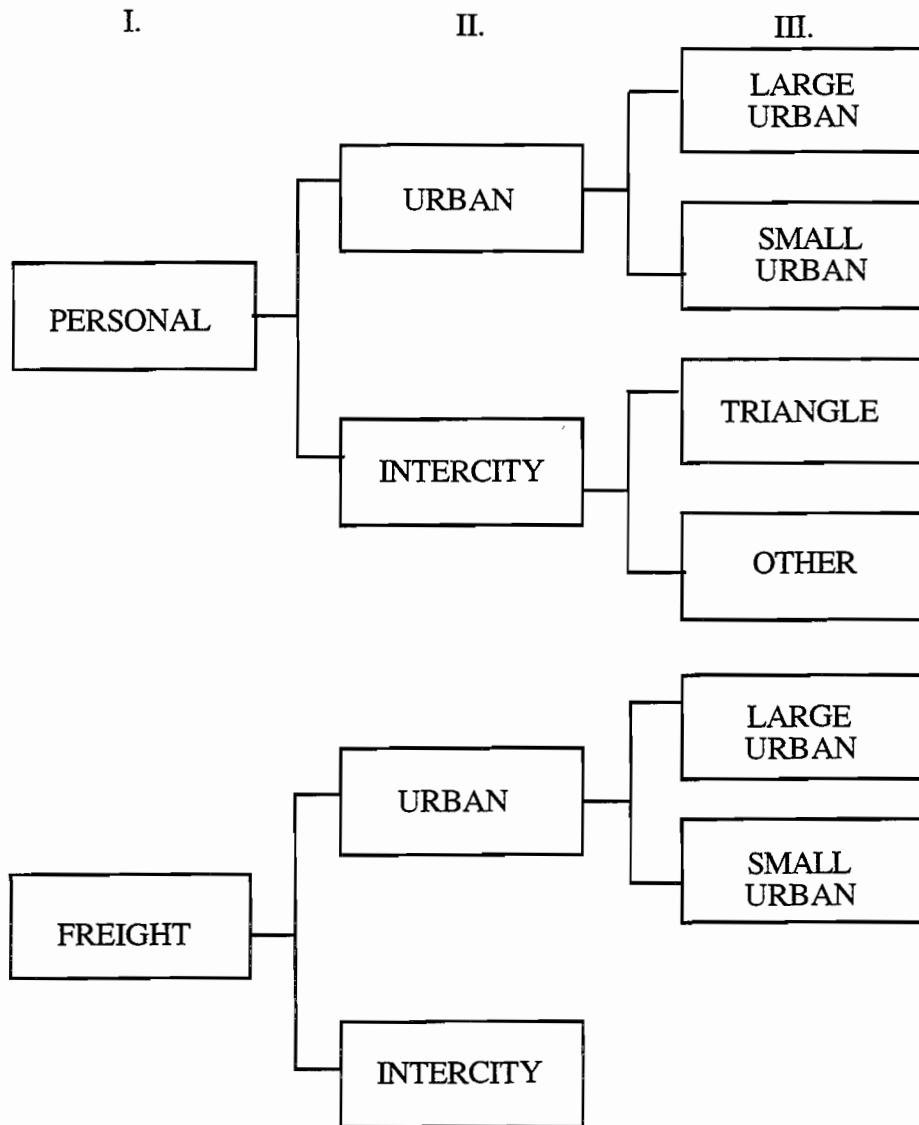 I.
II.
III.
LARGE
URBAN
URBAN
SMALL
URBAN
PERSONAL
TRIANGLE
INTERCITY
OTHER
LARGE
URBAN
URBAN
SMALL
URBAN
FREIGHT
INTERCITY